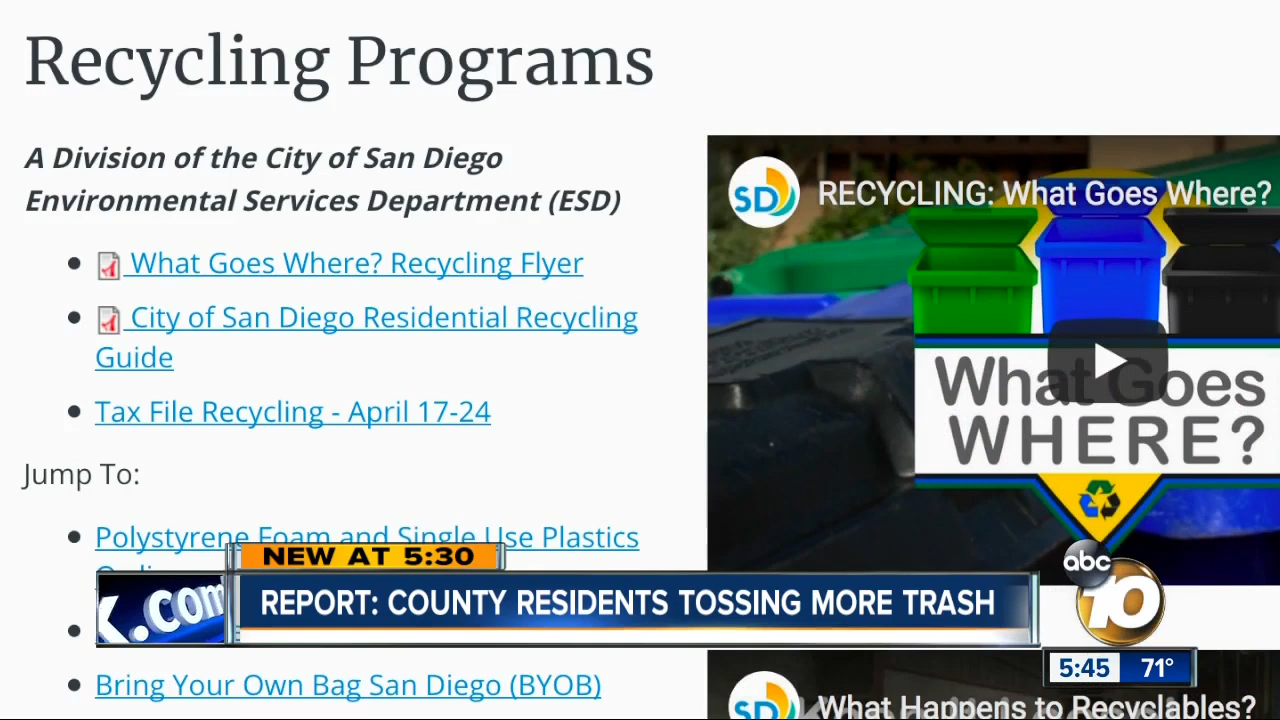 Recycling Programs
A Division of the City of San Diego
Environmental Services Department (ESD)
What Goes Where? Recycling Flyer
City of San Diego Residential Recycling
Guide
Tax File Recycling - April 17-24
Jump To:
Polystyrene Foam and Single Use Plastics
Bring Your Own Bag San Diego (BYOB)
SD
RECYCLING: What Goes Where?
What Goes
WHERE?
SD
What Happens to Recyclables?
NEW AT 5:30
K.com
REPORT: COUNTY RESIDENTS TOSSING MORE TRASH
abc
10
5:45 71°